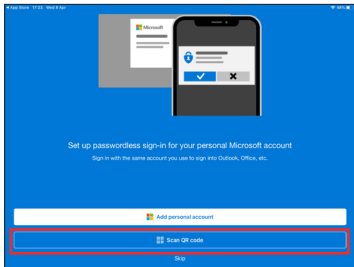 App Store 17:23 Wed 8 Apr
Microsoft
Set up passwordless sign-in for your personal Microsoft account
Sign in with the same account you use to sign into Outlook, Office, etc.
Add personal account
Scan QR code
Skip